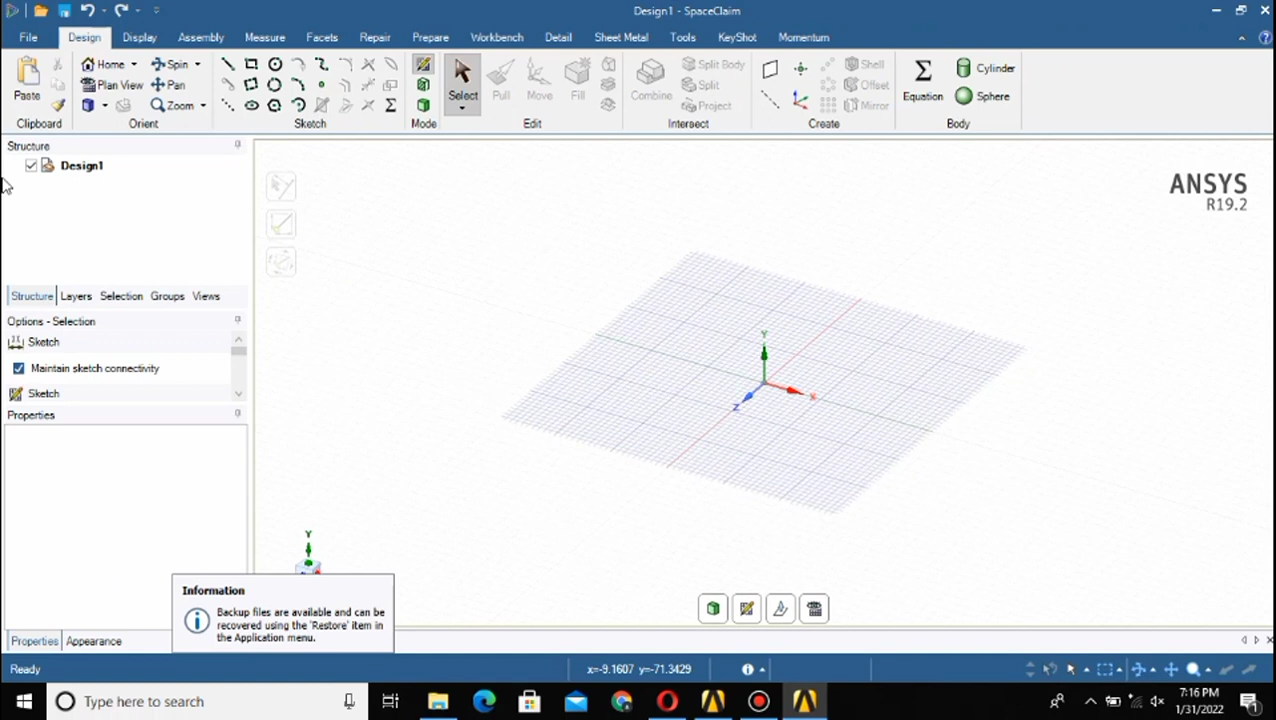 Design1 - SpaceClaim
File Design Display Assembly Measure Facets Repair Prepare Workbench Detail Sheet Metal Tools KeyShot Momentum
Home Spin Split Body Shell Cylinder
Plan View Pan Split Offset
Zoom Project Mirror Sphere
Paste Select Pull Move Fill Combine Equation
Clipboard Orient Sketch Mode Edit Intersect Create Body
Structure
Design1
ANSYS
R19.2
Structure Layers Selection Groups Views
Options - Selection
Sketch
Maintain sketch connectivity
Sketch
Properties
Y
X
Z
Y
Information
Backup files are available and can be
recovered using the 'Restore' item in
the Application menu.
Properties Appearance
Ready x=-9.1607 y=-71.3429
Type here to search
7:16 PM
1/31/2022
1